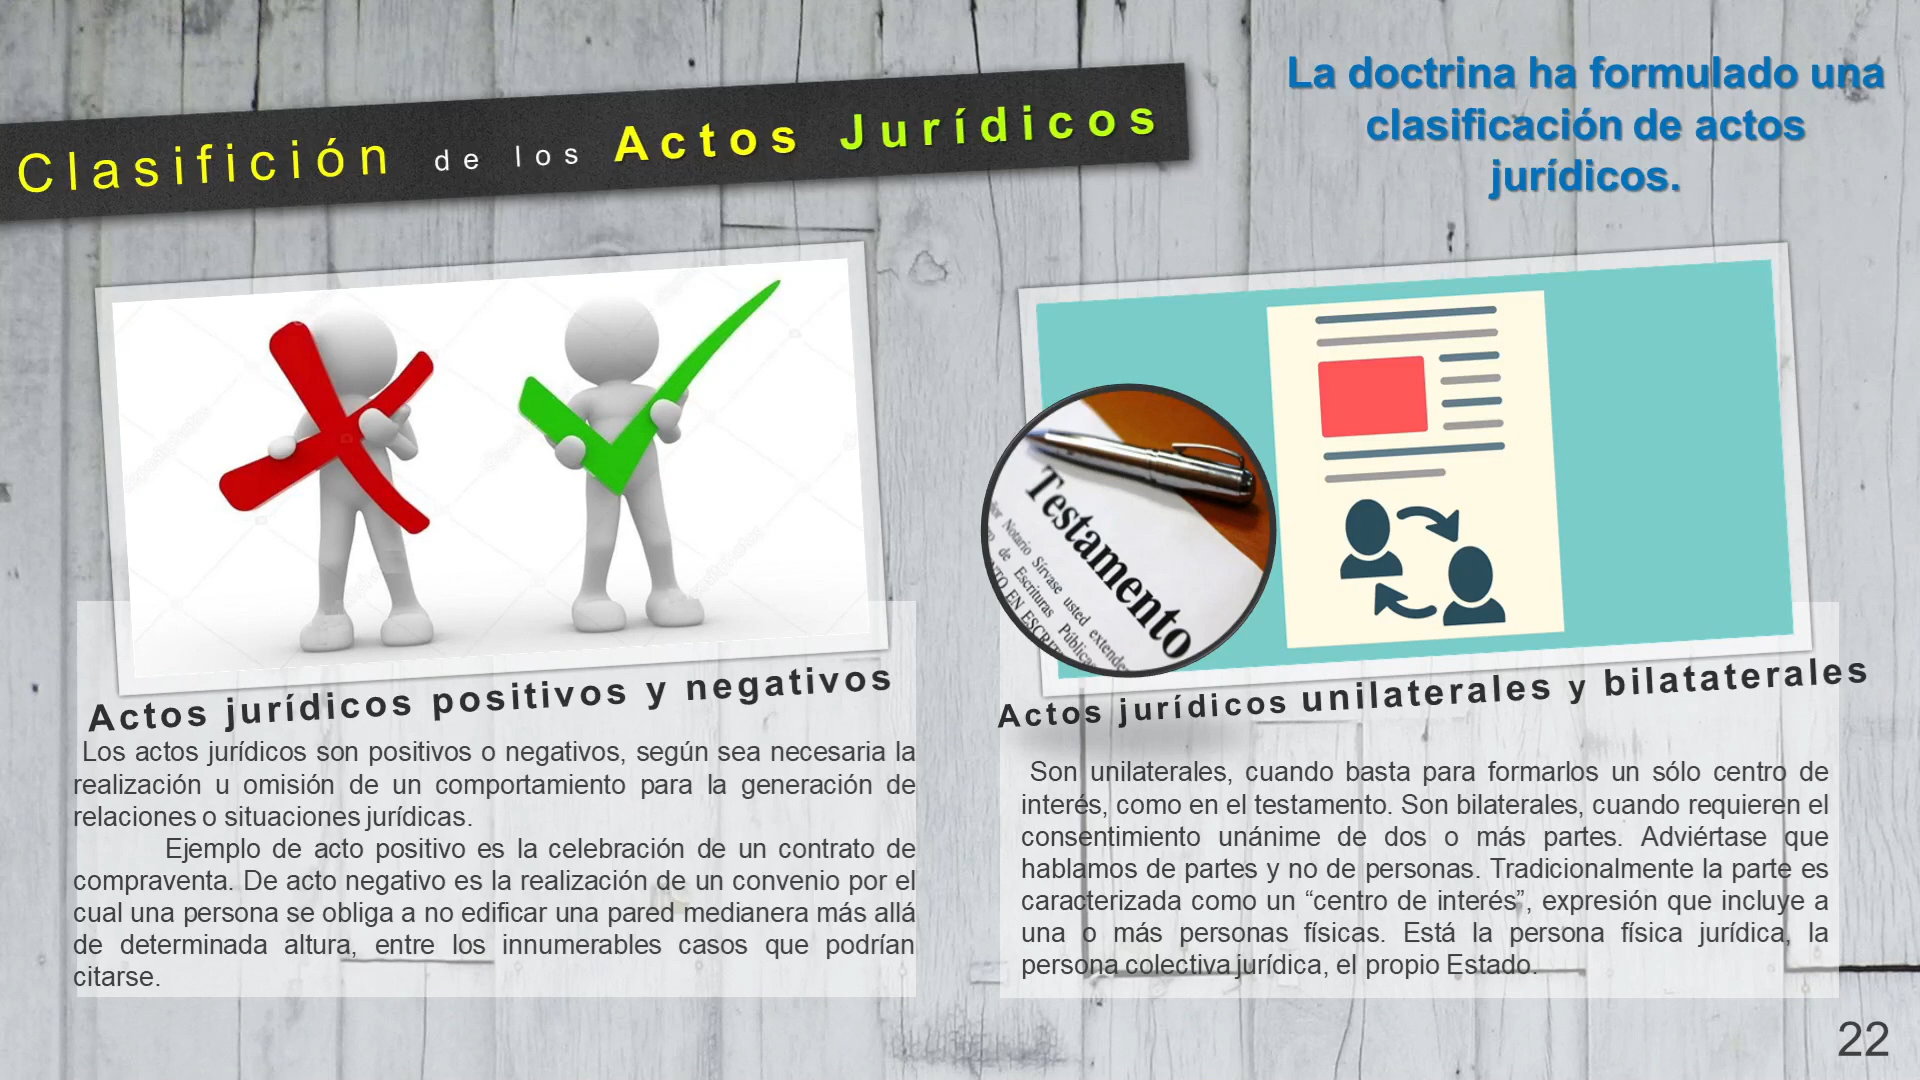 Clasifición de los Actos Jurídicos
La doctrina ha formulado una
clasificación de actos
jurídicos.
Testamento
Notario Sírvase usted extender
de Escrituras Públicas
EN
Actos jurídicos positivos y negativos
Los actos jurídicos son positivos o negativos, según sea necesaria la
realización u omisión de un comportamiento para la generación de
relaciones o situaciones jurídicas.
Ejemplo de acto positivo es la celebración de un contrato de
compraventa. De acto negativo es la realización de un convenio por el
cual una persona se obliga a no edificar una pared medianera más allá
de determinada altura, entre los innumerables casos que podrían
citarse.
Actos jurídicos unilaterales y bilataterales
Son unilaterales, cuando basta para formarlos un sólo centro de
interés, como en el testamento. Son bilaterales, cuando requieren el
consentimiento unánime de dos o más partes. Adviértase que
hablamos de partes y no de personas. Tradicionalmente la parte es
caracterizada como un “centro de interés”, expresión que incluye a
una o más personas físicas. Está la persona física jurídica, la
persona colectiva jurídica, el propio Estado.
22